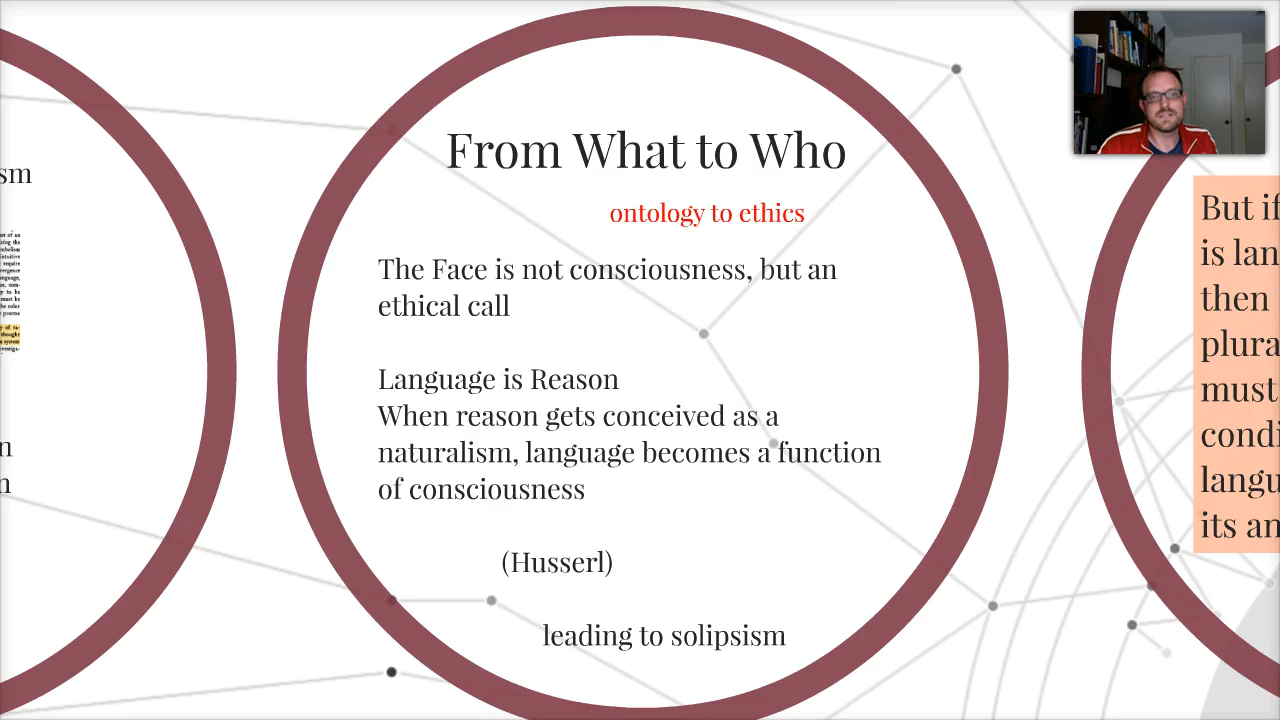 From What to Who
ontology to ethics
The Face is not consciousness, but an
ethical call
Language is Reason
When reason gets conceived as a
naturalism, language becomes a function
of consciousness
(Husserl)
leading to solipsism
sm
n
n
But if
is lan
then
plura
must
condi
langu
its an